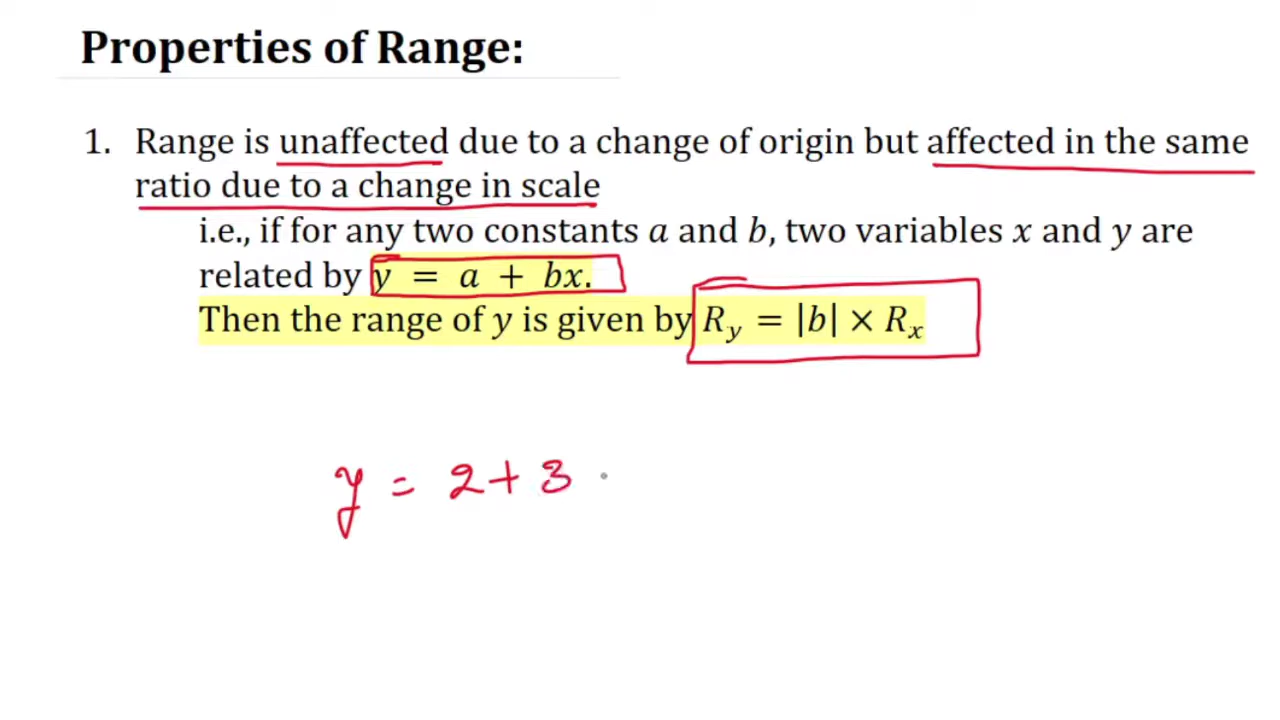 Properties of Range:
1. Range is unaffected due to a change of origin but affected in the same
ratio due to a change in scale
i.e., if for any two constants a and b, two variables x and y are
related by y = a + bx.
Then the range of y is given by R_y = |b| × R_x
y = 2 + 3